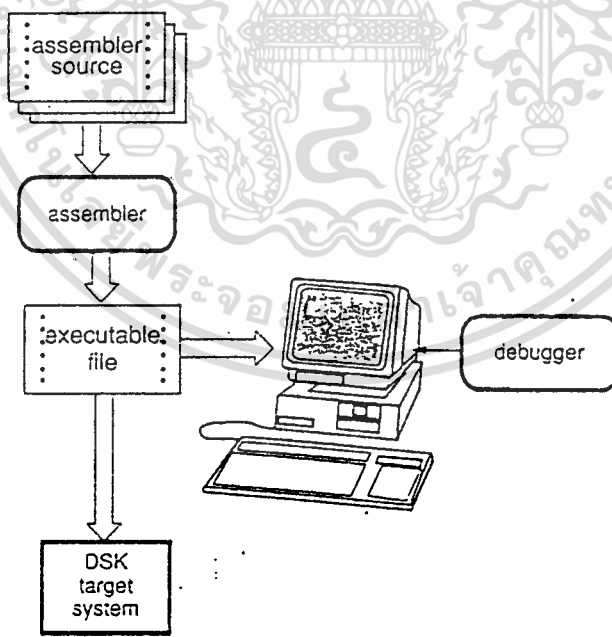 assembler
source
assembler
executable
file
debugger
DSK
target
system